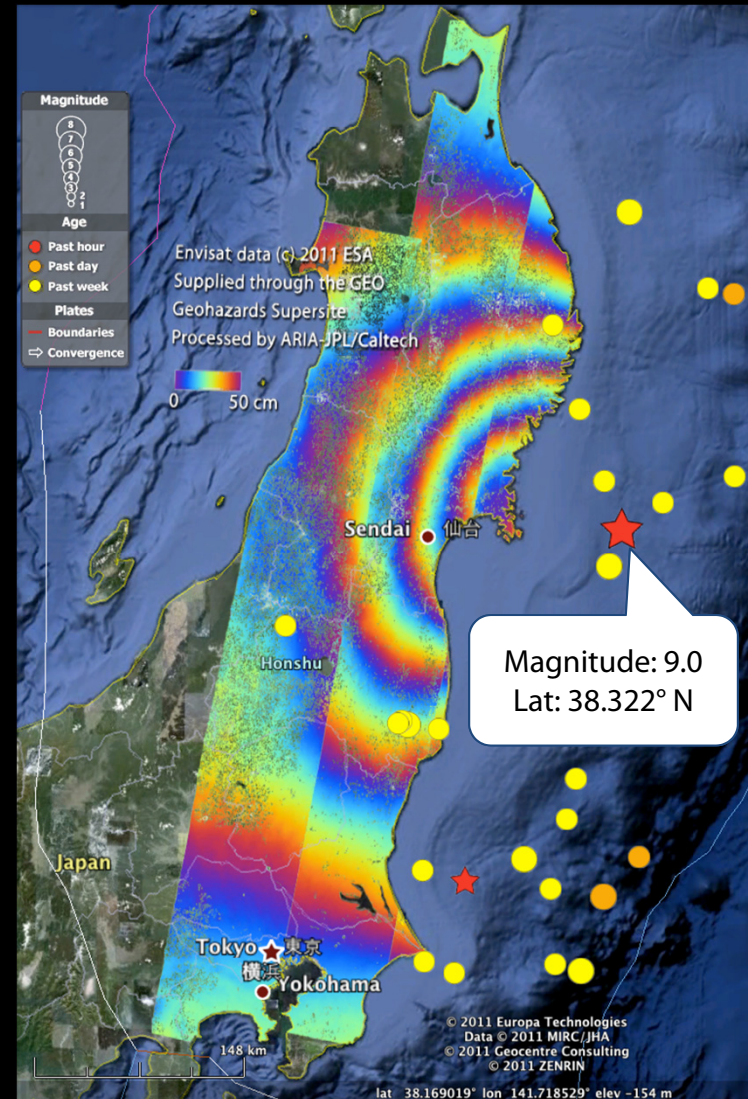 Magnitude
8
7
6
5
4
3
2
1
Age
Past hour
Past day
Past week
Plates
Boundaries
Convergence
Envisat data (c) 2011 ESA
Supplied through the GEO
Geohazards Supersite
Processed by ARIA-JPL/Caltech
0 50 cm
Sendai 仙台
Magnitude: 9.0
Lat: 38.322° N
Honshu
Japan
Tokyo 東京
横浜
Yokohama
© 2011 Europa Technologies
Data © 2011 MIRC/JHA
© 2011 Geocentre Consulting
© 2011 ZENRIN
148 km
lat 38.169019° lon 141.718529° elev -154 m